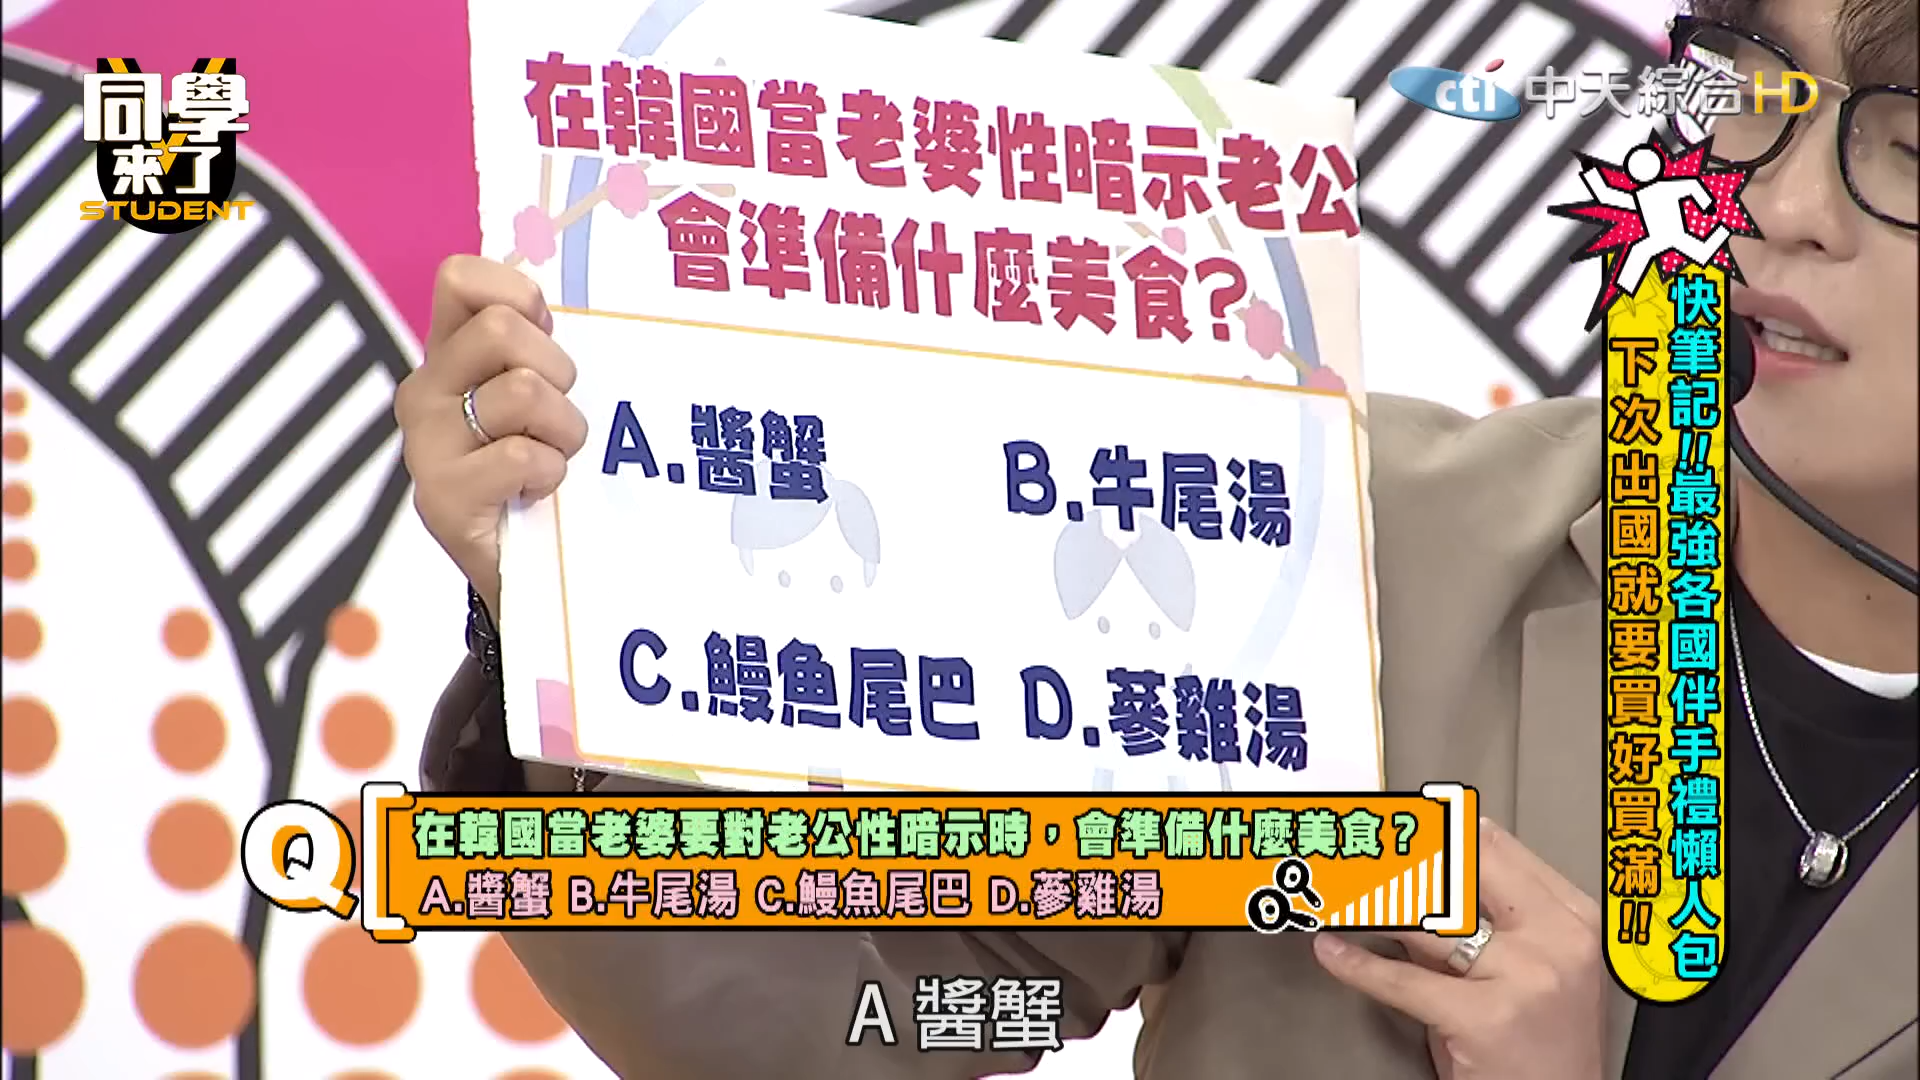 同學
來了
STUDENT
cti 中天綜合HD
在韓國當老婆性暗示老公
會準備什麼美食?
A.醬蟹
B.牛尾湯
C.鰻魚尾巴
D.蔘雞湯
快筆記!!最強各國伴手禮懶人包
下次出國就要買好買滿!!
Q
在韓國當老婆要對老公性暗示時，會準備什麼美食？
A.醬蟹 B.牛尾湯 C.鰻魚尾巴 D.蔘雞湯
A 醬蟹